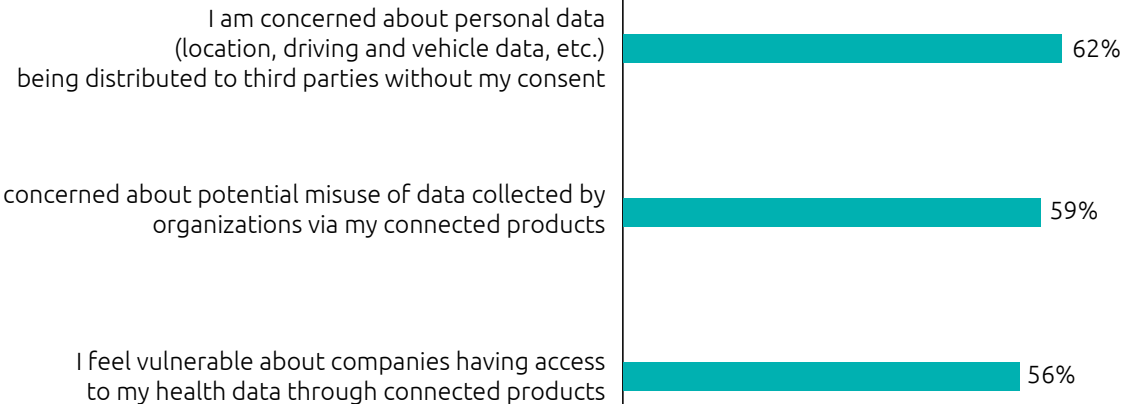 I am concerned about personal data
(location, driving and vehicle data, etc.)
being distributed to third parties without my consent
62%
concerned about potential misuse of data collected by
organizations via my connected products
59%
I feel vulnerable about companies having access
to my health data through connected products
56%